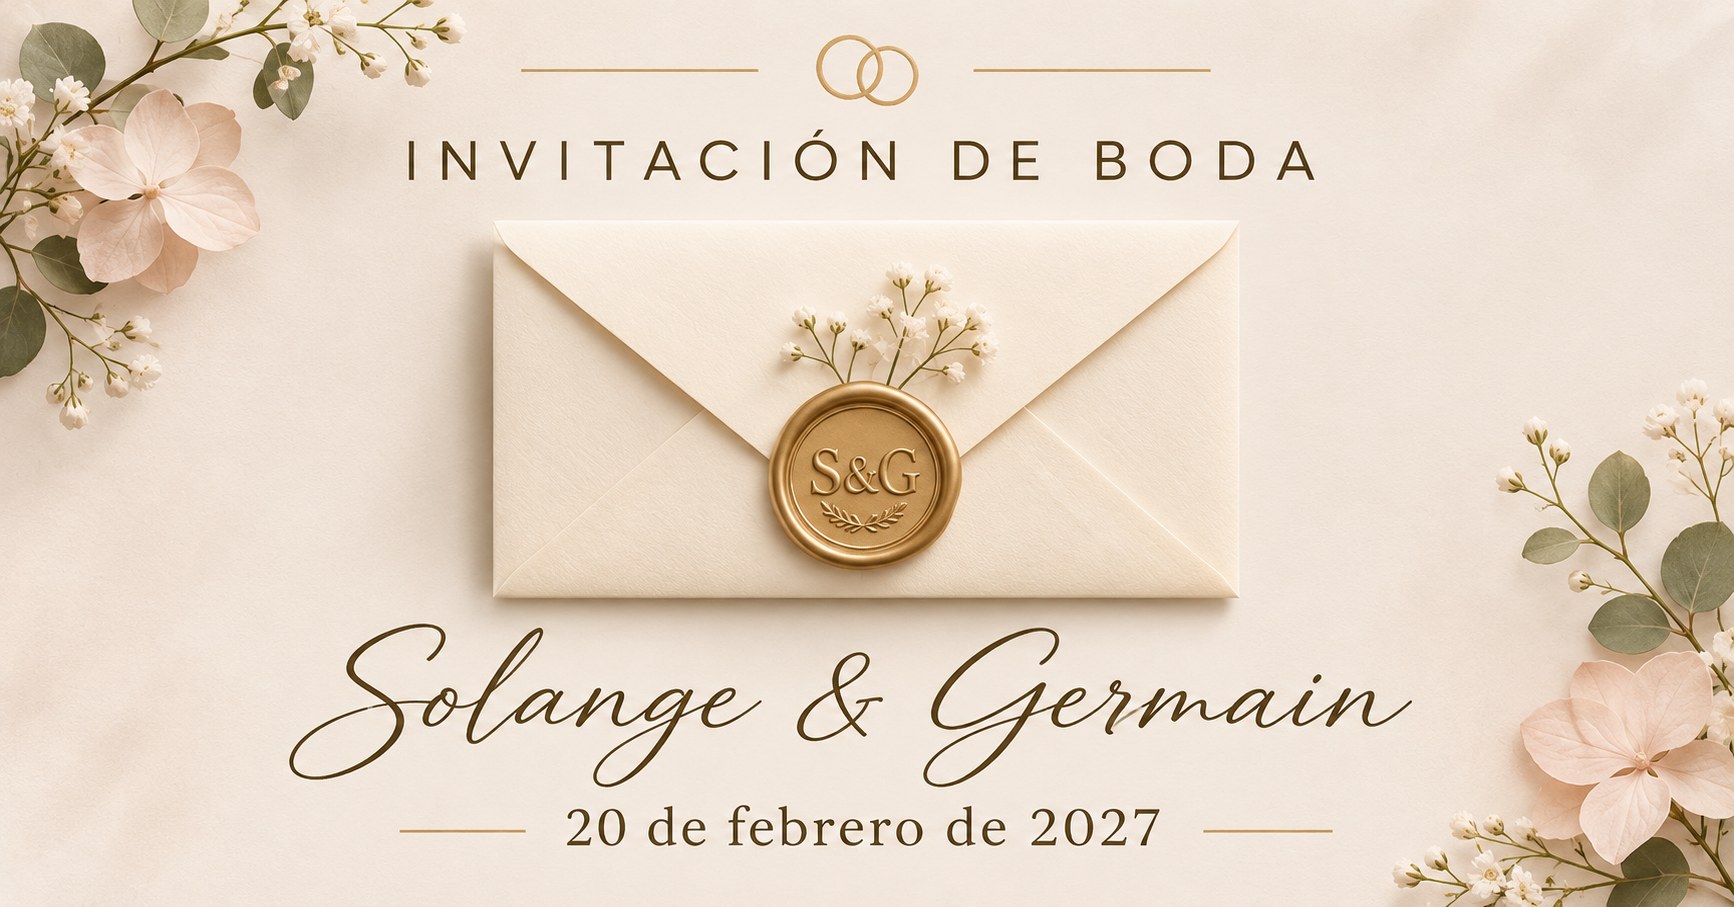 INVITACIÓN DE BODA
S&G
Solange & Germain
20 de febrero de 2027